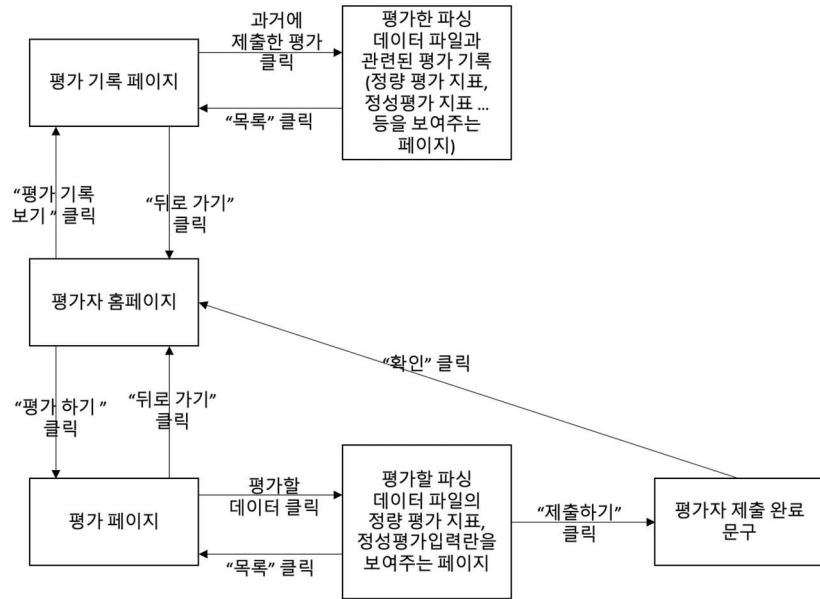 과거에
제출한 평가
클릭
평가한 파싱
데이터 파일과
관련된 평가 기록
(정량 평가 지표,
정성평가 지표 ...
등을 보여주는
페이지)
평가 기록 페이지
“목록” 클릭
“평가 기록
보기 ” 클릭
“뒤로 가기”
클릭
평가자 홈페이지
“확인” 클릭
“평가 하기 ”
클릭
“뒤로 가기”
클릭
평가 페이지
평가할
데이터 클릭
“목록” 클릭
평가할 파싱
데이터 파일의
정량 평가 지표,
정성평가입력란을
보여주는 페이지
“제출하기”
클릭
평가자 제출 완료
문구